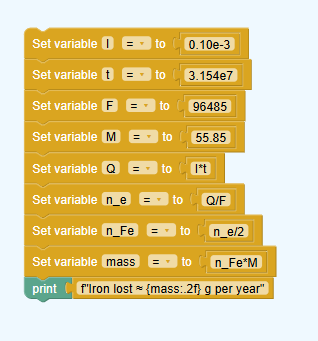 Set variable I = to 0.10e-3
Set variable t = to 3.154e7
Set variable F = to 96485
Set variable M = to 55.85
Set variable Q = to I*t
Set variable n_e = to Q/F
Set variable n_Fe = to n_e/2
Set variable mass = to n_Fe*M
print f"Iron lost ≈ {mass:.2f} g per year"